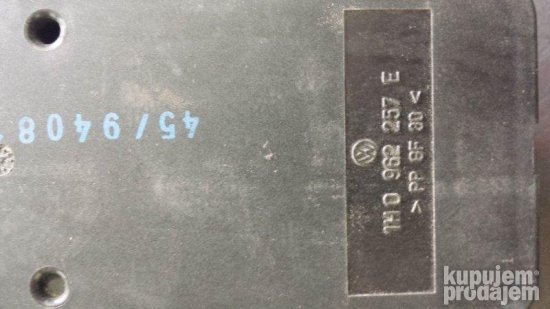 1H0 962 257 E
> PP GF 30 <
45/9408
kupujem
prodajem